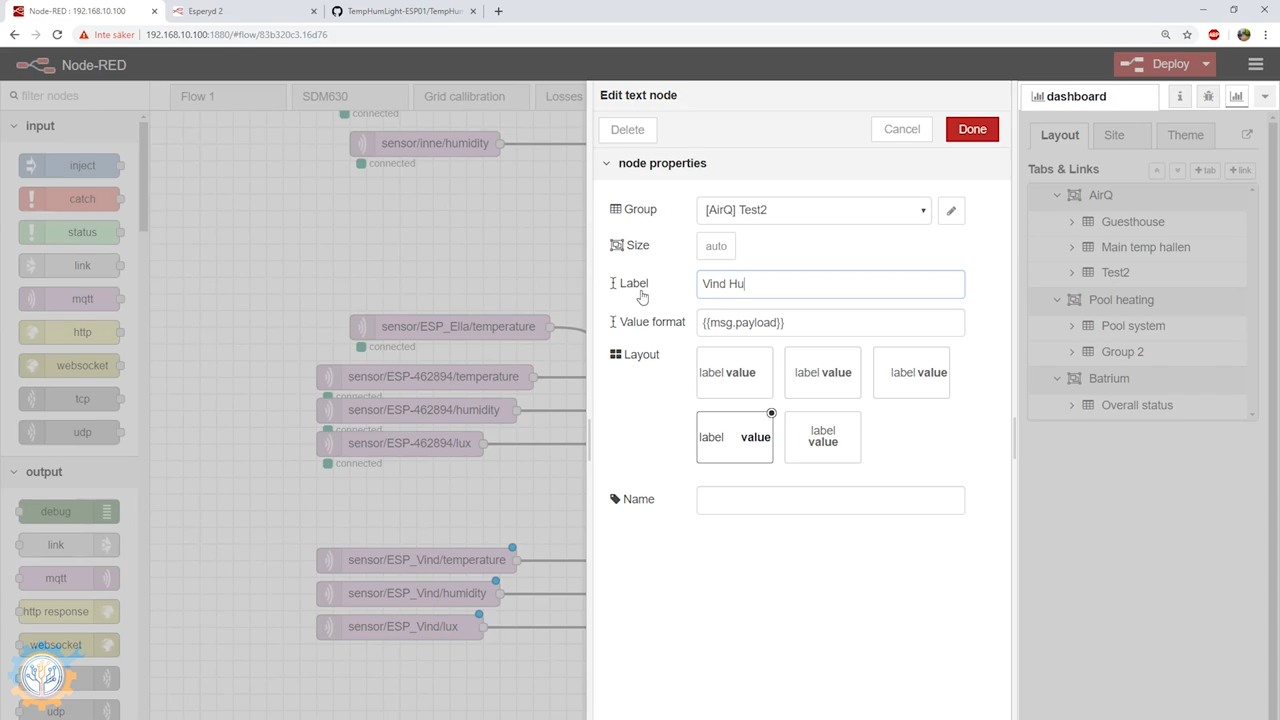 Node-RED : 192.168.10.100
Esperyd 2
TempHumLight-ESP01/TempHum
Inte säker
192.168.10.100:1880/#flow/83b320c3.16d76
ABP
Node-RED
Deploy
filter nodes
Flow 1
SDM630
Grid callibration
Losses
input
inject
catch
status
link
mqtt
http
websocket
tcp
udp
output
debug
link
mqtt
http response
websocket
udp
connected
sensor/inne/humidity
connected
sensor/ESP_Ella/temperature
connected
sensor/ESP-462894/temperature
connected
sensor/ESP-462894/humidity
connected
sensor/ESP-462894/lux
connected
sensor/ESP_Vind/temperature
sensor/ESP_Vind/humidity
sensor/ESP_Vind/lux
Edit text node
Delete
Cancel
Done
node properties
Group
[AirQ] Test2
Size
auto
Label
Vind Hu
Value format
{{msg.payload}}
Layout
label value
label value
label value
label value
label
value
Name
dashboard
Layout
Site
Theme
Tabs & Links
+tab
+link
AirQ
Guesthouse
Main temp hallen
Test2
Pool heating
Pool system
Group 2
Batrium
Overall status